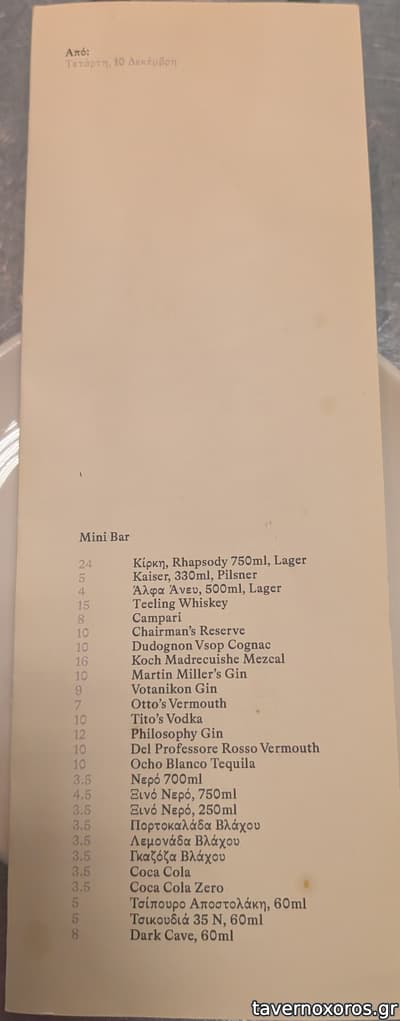 Από:
Τετάρτη, 10 Δεκέμβρη
Mini Bar
24 Κίρκη, Rhapsody 750ml, Lager
5 Kaiser, 330ml, Pilsner
4 Άλφα Άνευ, 500ml, Lager
15 Teeling Whiskey
8 Campari
10 Chairman's Reserve
10 Dudognon Vsop Cognac
16 Koch Madrecuishe Mezcal
10 Martin Miller's Gin
9 Votanikon Gin
7 Otto's Vermouth
10 Tito's Vodka
12 Philosophy Gin
10 Del Professore Rosso Vermouth
10 Ocho Blanco Tequila
3.5 Νερό 700ml
4.5 Ξινό Νερό, 750ml
3.5 Ξινό Νερό, 250ml
3.5 Πορτοκαλάδα Βλάχου
3.5 Λεμονάδα Βλάχου
3.5 Γκαζόζα Βλάχου
3.5 Coca Cola
3.5 Coca Cola Zero
5 Τσίπουρο Αποστολάκη, 60ml
5 Τσικουδιά 35 N, 60ml
8 Dark Cave, 60ml
tavernoxoros.gr